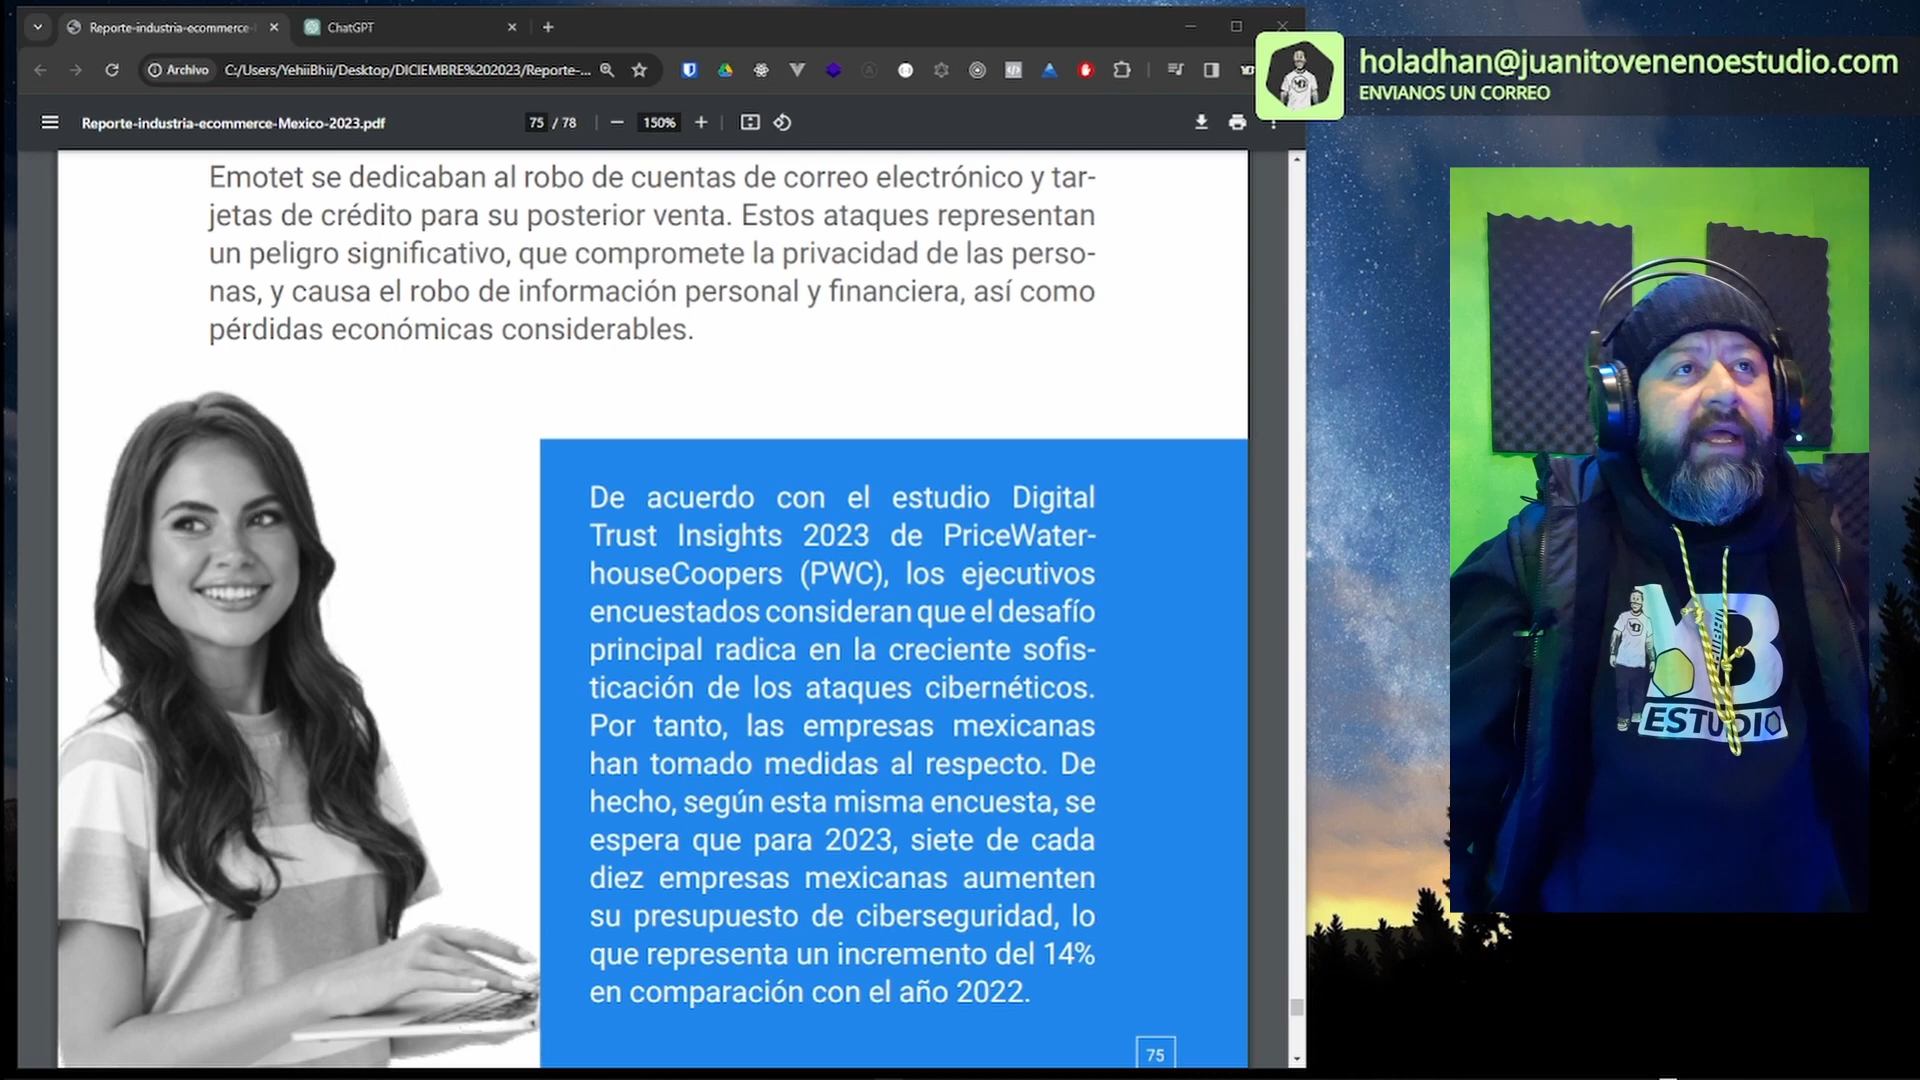 Reporte-industria-ecommerce-
ChatGPT
Archivo
C:/Users/YehiiBhii/Desktop/DICIEMBRE%202023/Reporte-...
holadhan@juanitovenenoestudio.com
ENVIANOS UN CORREO
Reporte-industria-ecommerce-Mexico-2023.pdf
75 / 78
150%
Emotet se dedicaban al robo de cuentas de correo electrónico y tar-
jetas de crédito para su posterior venta. Estos ataques representan
un peligro significativo, que compromete la privacidad de las perso-
nas, y causa el robo de información personal y financiera, así como
pérdidas económicas considerables.
De acuerdo con el estudio Digital
Trust Insights 2023 de PriceWater-
houseCoopers (PWC), los ejecutivos
encuestados consideran que el desafío
principal radica en la creciente sofis-
ticación de los ataques cibernéticos.
Por tanto, las empresas mexicanas
han tomado medidas al respecto. De
hecho, según esta misma encuesta, se
espera que para 2023, siete de cada
diez empresas mexicanas aumenten
su presupuesto de ciberseguridad, lo
que representa un incremento del 14%
en comparación con el año 2022.
75
YB
ESTUDIO